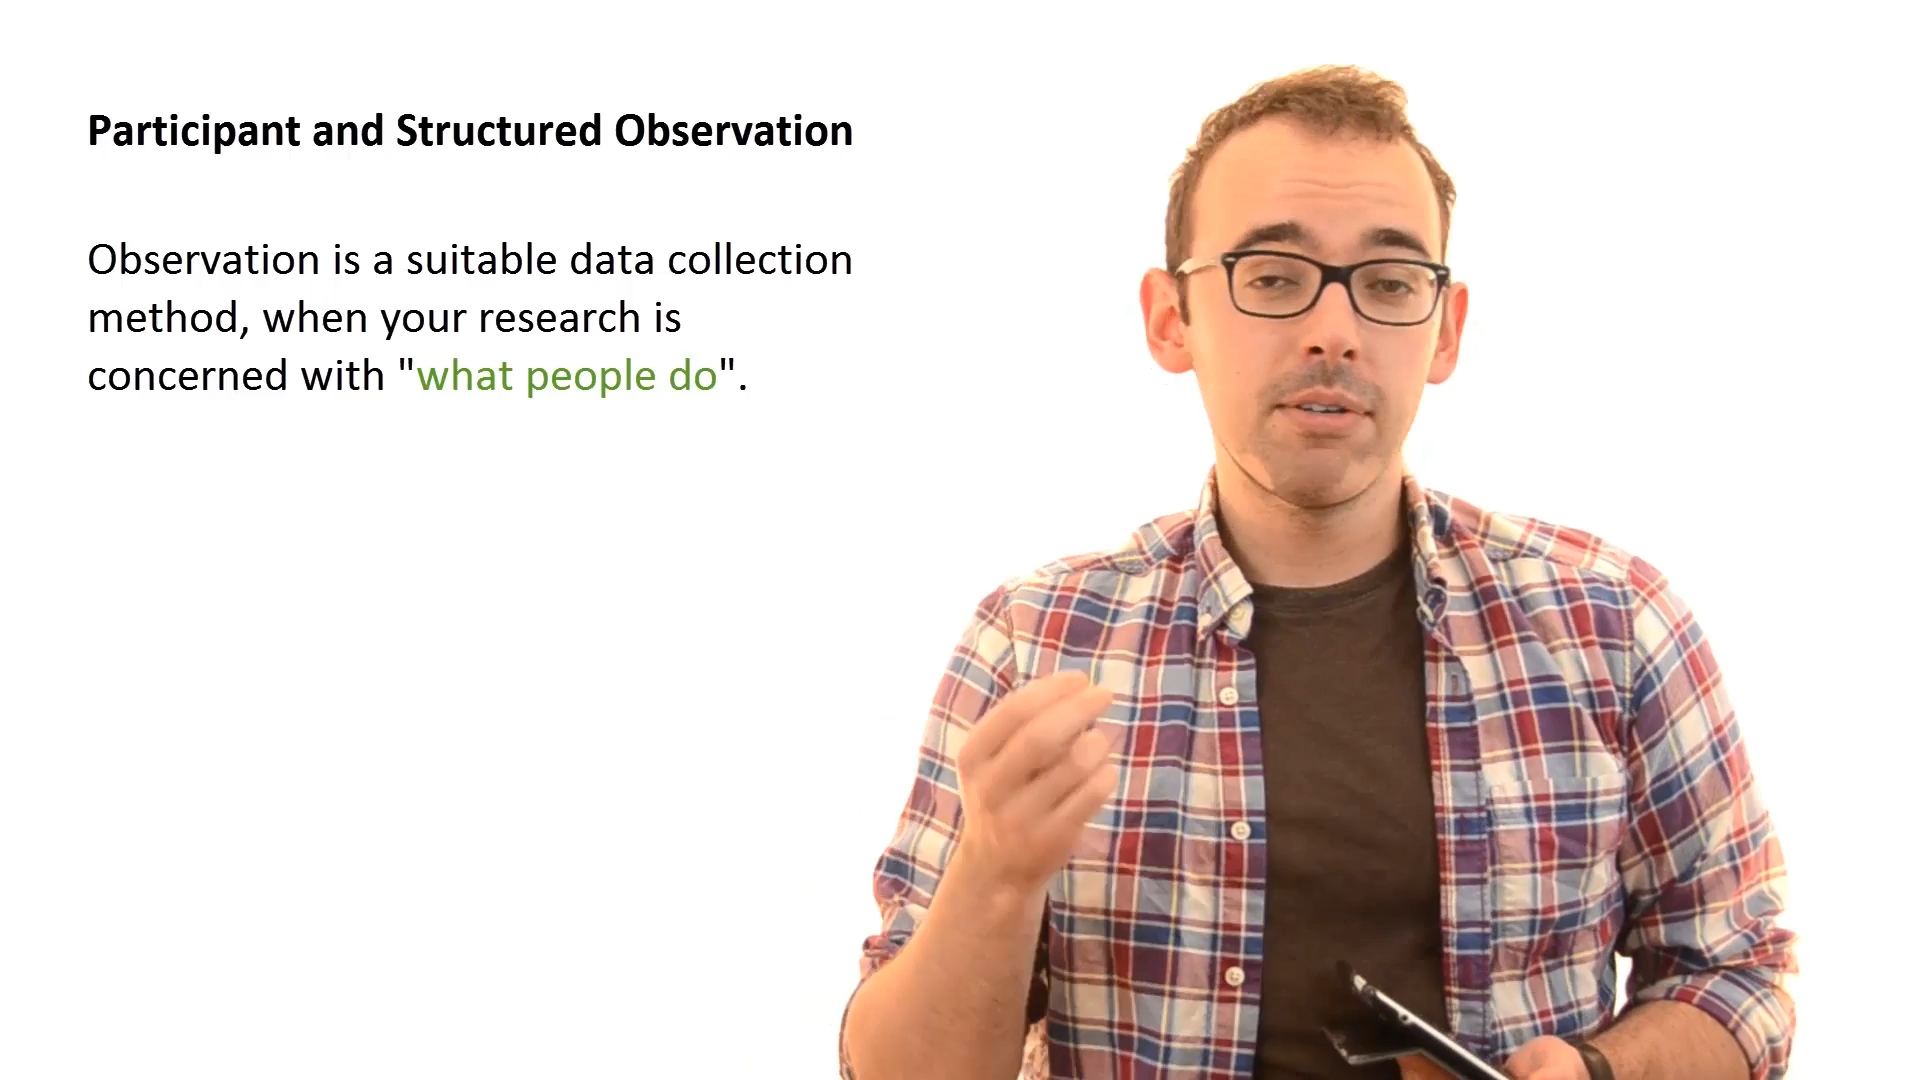 Participant and Structured Observation
Observation is a suitable data collection
method, when your research is
concerned with "what people do".